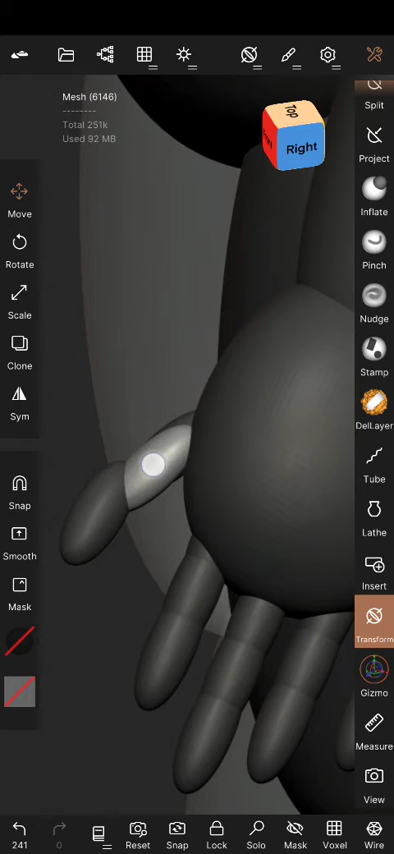 Mesh (6146)
--------
Total 251k
Used 92 MB
TOP
Right
Move
Rotate
Scale
Clone
Sym
Snap
Smooth
Mask
Split
Project
Inflate
Pinch
Nudge
Stamp
DelLayer
Tube
Lathe
Insert
Transform
Gizmo
Measure
View
241
0
Reset
Snap
Lock
Solo
Mask
Voxel
Wire